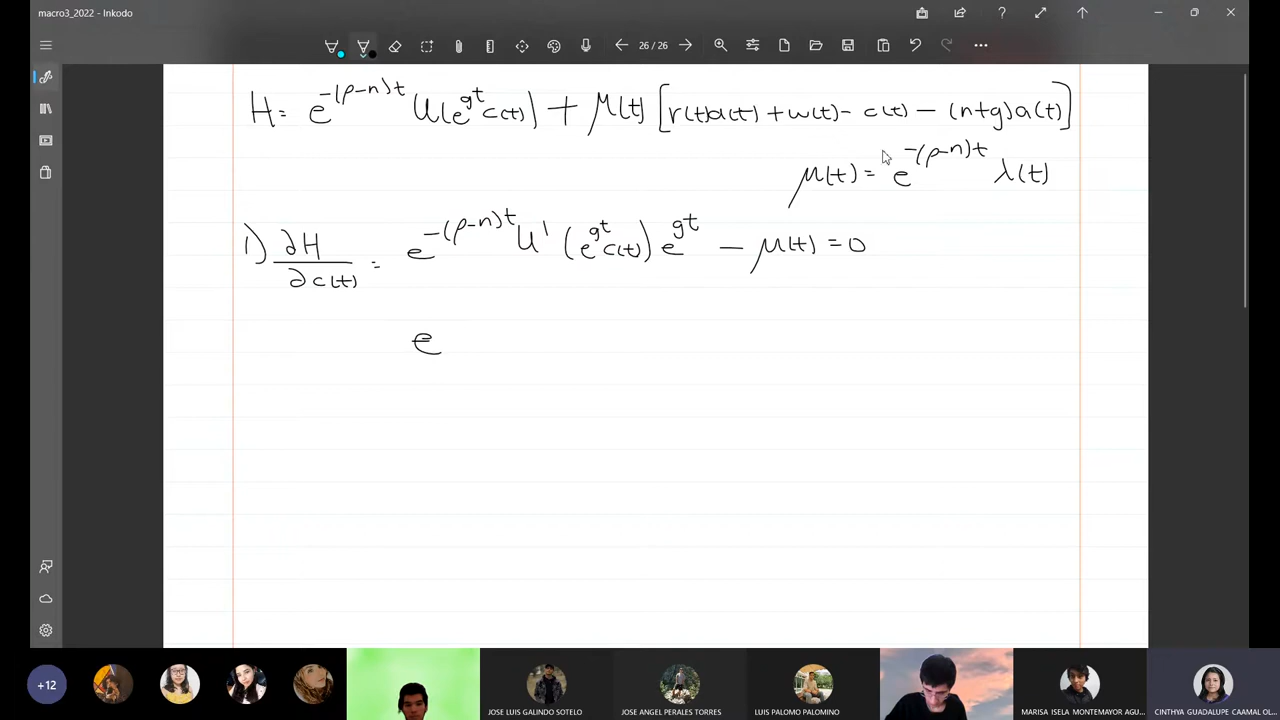 macro3_2022 - Inkodo
26 / 26
H = e^{-(ρ-n)t} U(e^{gt}c(t)) + μ(t) [r(t)a(t) + w(t) - c(t) - (n+g)a(t)]
μ(t) = e^{-(ρ-n)t} λ(t)
1) ∂H/∂c(t) = e^{-(ρ-n)t} U' (e^{gt}c(t)) e^{gt} - μ(t) = 0
e
+12
JOSE LUIS GALINDO SOTELO
JOSE ANGEL PERALES TORRES
LUIS PALOMO PALOMINO
MARISA ISELA MONTEMAYOR AGU...
CINTHYA GUADALUPE CAAMAL OL...